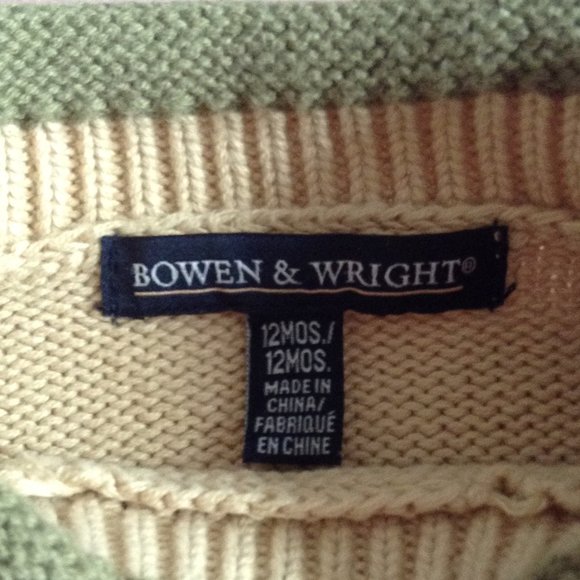 BOWEN & WRIGHT®
12MOS./
12MOS.
MADE IN
CHINA/
FABRIQUÉ
EN CHINE